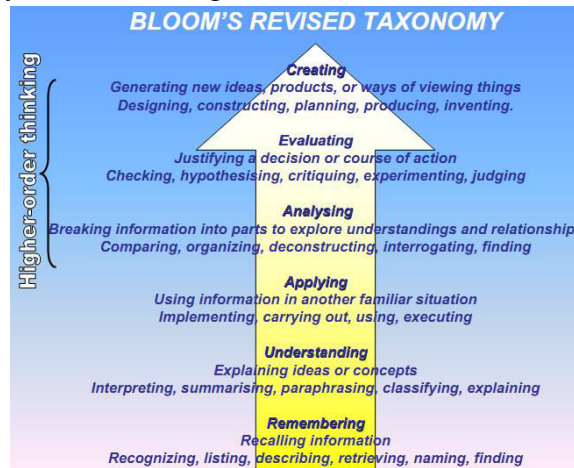 BLOOM'S REVISED TAXONOMY
Higher-order thinking
Creating
Generating new ideas, products, or ways of viewing things
Designing, constructing, planning, producing, inventing.
Evaluating
Justifying a decision or course of action
Checking, hypothesising, critiquing, experimenting, judging
Analysing
Breaking information into parts to explore understandings and relationship
Comparing, organizing, deconstructing, interrogating, finding
Applying
Using information in another familiar situation
Implementing, carrying out, using, executing
Understanding
Explaining ideas or concepts
Interpreting, summarising, paraphrasing, classifying, explaining
Remembering
Recalling information
Recognizing, listing, describing, retrieving, naming, finding